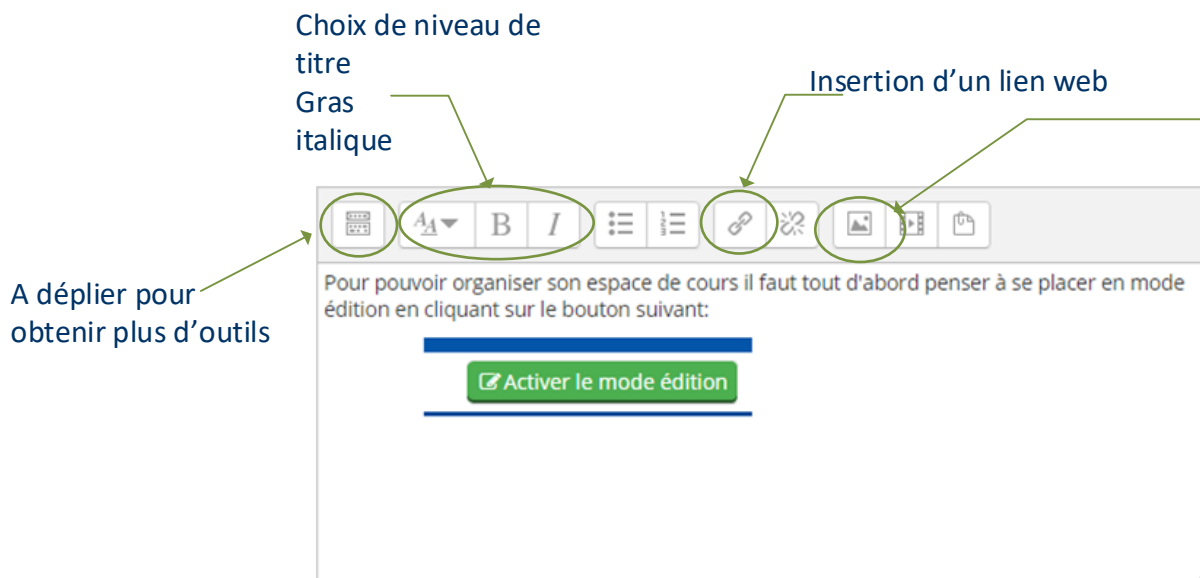 Choix de niveau de
titre
Gras
italique
Insertion d’un lien web
A déplier pour
obtenir plus d’outils
B I
Pour pouvoir organiser son espace de cours il faut tout d'abord penser à se placer en mode
édition en cliquant sur le bouton suivant:
Activer le mode édition